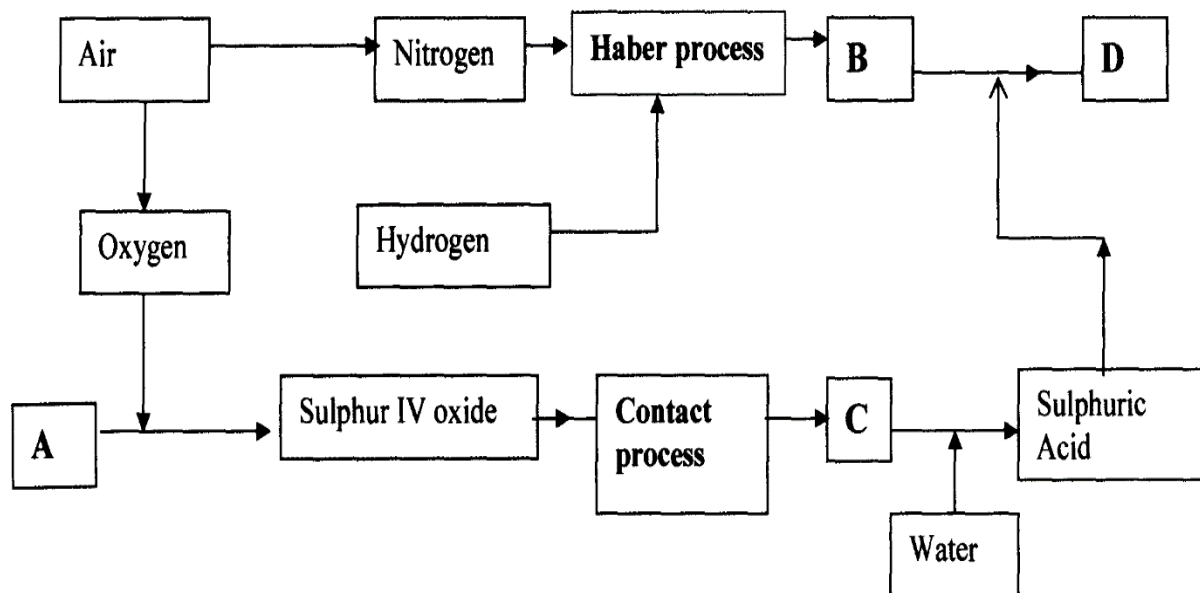 Air
Nitrogen
Haber process
B
D
Oxygen
Hydrogen
A
Sulphur IV oxide
Contact
process
C
Sulphuric
Acid
Water